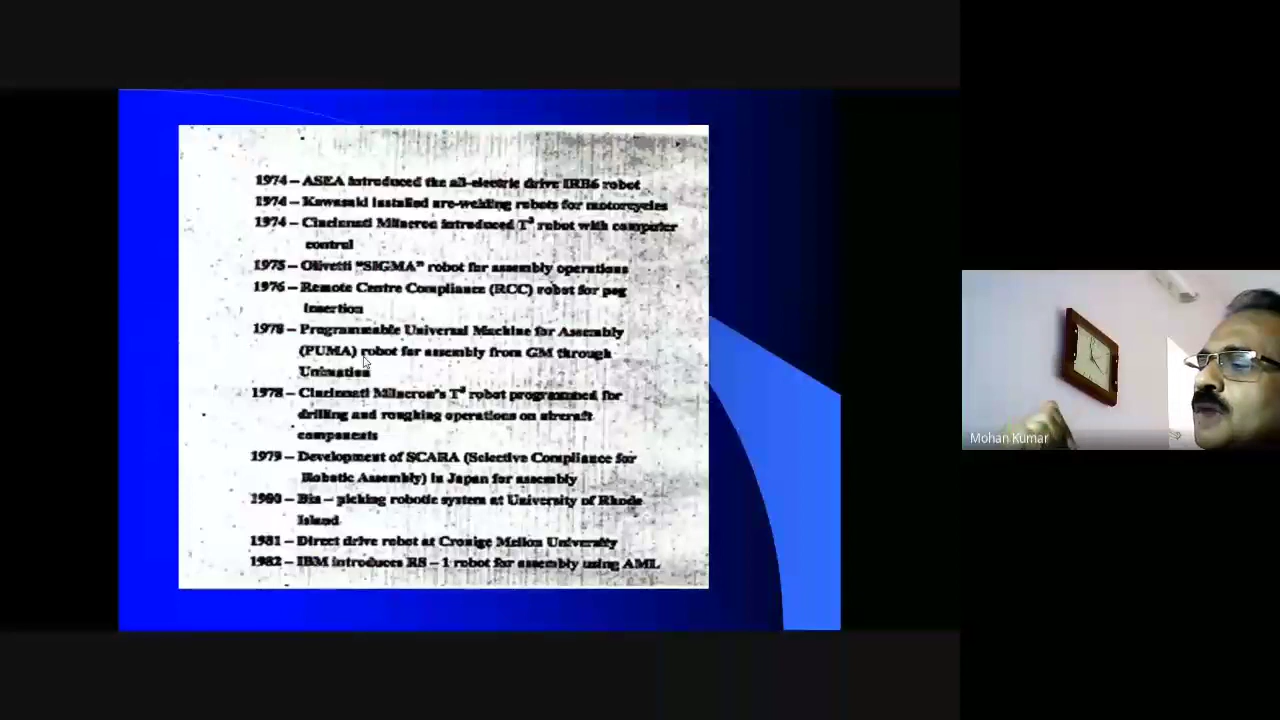 1974 – ASEA introduced the all-electric drive IRB6 robot
1974 – Kawasaki installed arc-welding robots for motorcycles
1974 – Cincinnati Milacron introduced T³ robot with computer
control
1975 – Olivetti "SIGMA" robot for assembly operations
1976 – Remote Centre Compliance (RCC) robot for peg
insertion
1978 – Programmable Universal Machine for Assembly
(PUMA) robot for assembly from GM through
Unimation
1978 – Cincinnati Milacron's T³ robot programmed for
drilling and roughing operations on aircraft
components
1979 – Development of SCARA (Selective Compliance for
Robotic Assembly) in Japan for assembly
1980 – Bin – picking robotic system at University of Rhode
Island
1981 – Direct drive robot at Mellon University
1982 – IBM introduces RS – 1 robot for assembly using AML
Mohan Kumar